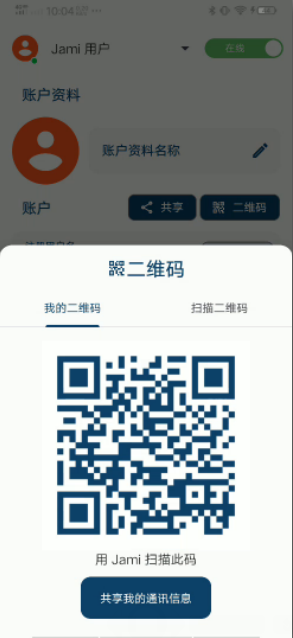 10:04
Jami 用户
在线
账户资料
账户资料名称
账户
共享
二维码
二维码
我的二维码
扫描二维码
用 Jami 扫描此码
共享我的通讯信息